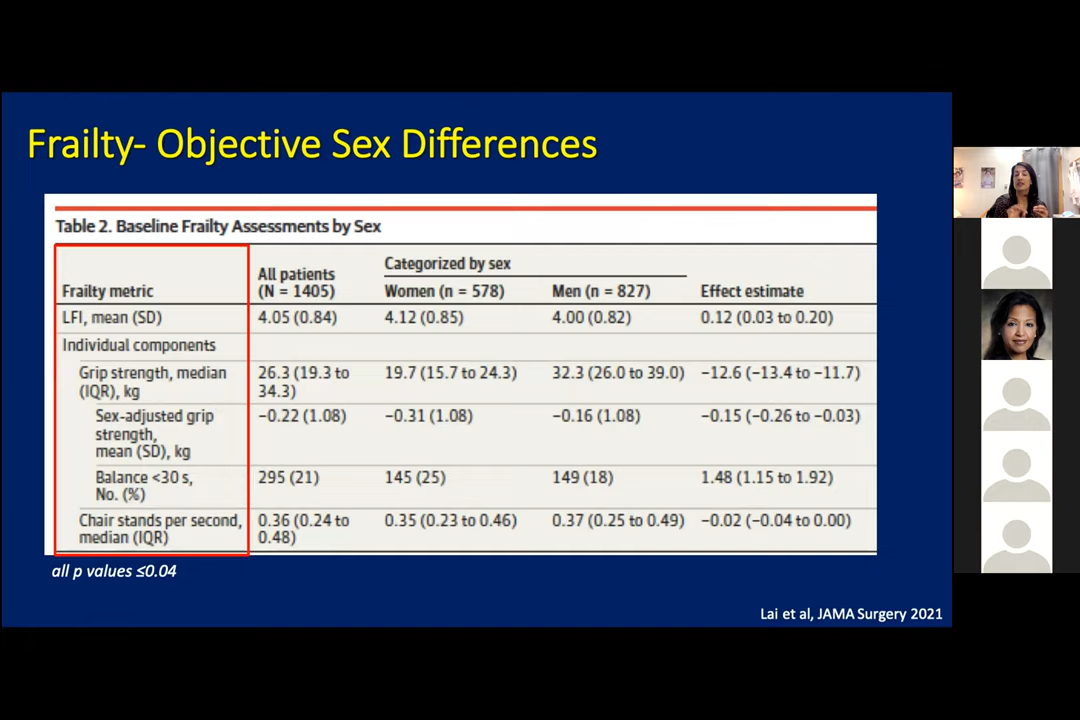 Frailty- Objective Sex Differences
Table 2. Baseline Frailty Assessments by Sex
Frailty metric
All patients
(N = 1405)
Categorized by sex
Women (n = 578)
Men (n = 827)
Effect estimate
LFI, mean (SD) 4.05 (0.84) 4.12 (0.85) 4.00 (0.82) 0.12 (0.03 to 0.20)
Individual components
Grip strength, median 26.3 (19.3 to 19.7 (15.7 to 24.3) 32.3 (26.0 to 39.0) −12.6 (−13.4 to −11.7)
(IQR), kg 34.3)
Sex-adjusted grip −0.22 (1.08) −0.31 (1.08) −0.16 (1.08) −0.15 (−0.26 to −0.03)
strength,
mean (SD), kg
Balance <30 s, 295 (21) 145 (25) 149 (18) 1.48 (1.15 to 1.92)
No. (%)
Chair stands per second, 0.36 (0.24 to 0.35 (0.23 to 0.46) 0.37 (0.25 to 0.49) −0.02 (−0.04 to 0.00)
median (IQR) 0.48)
all p values ≤0.04
Lai et al, JAMA Surgery 2021